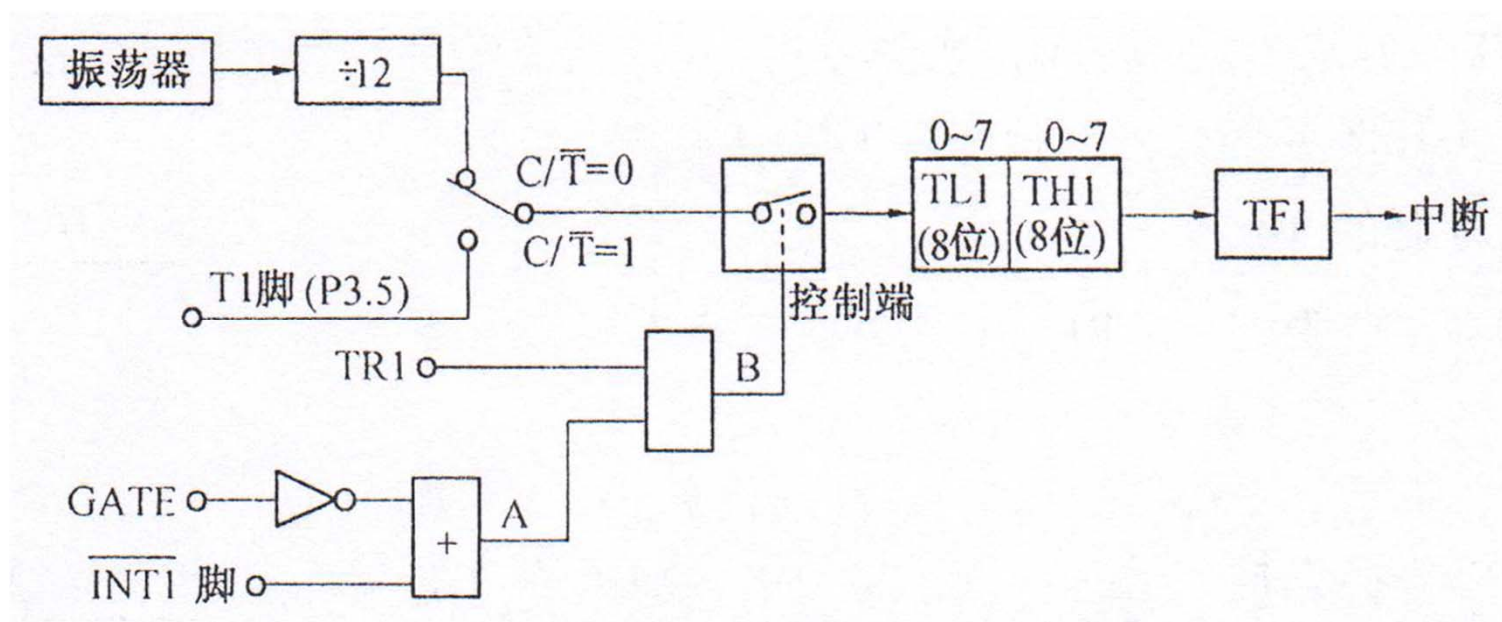 振荡器
÷12
C/T̅=0
C/T̅=1
T1脚(P3.5)
0~7 0~7
TL1 TH1
(8位) (8位)
TF1
中断
控制端
TR1
B
GATE
A
+
I̅N̅T̅1̅ 脚